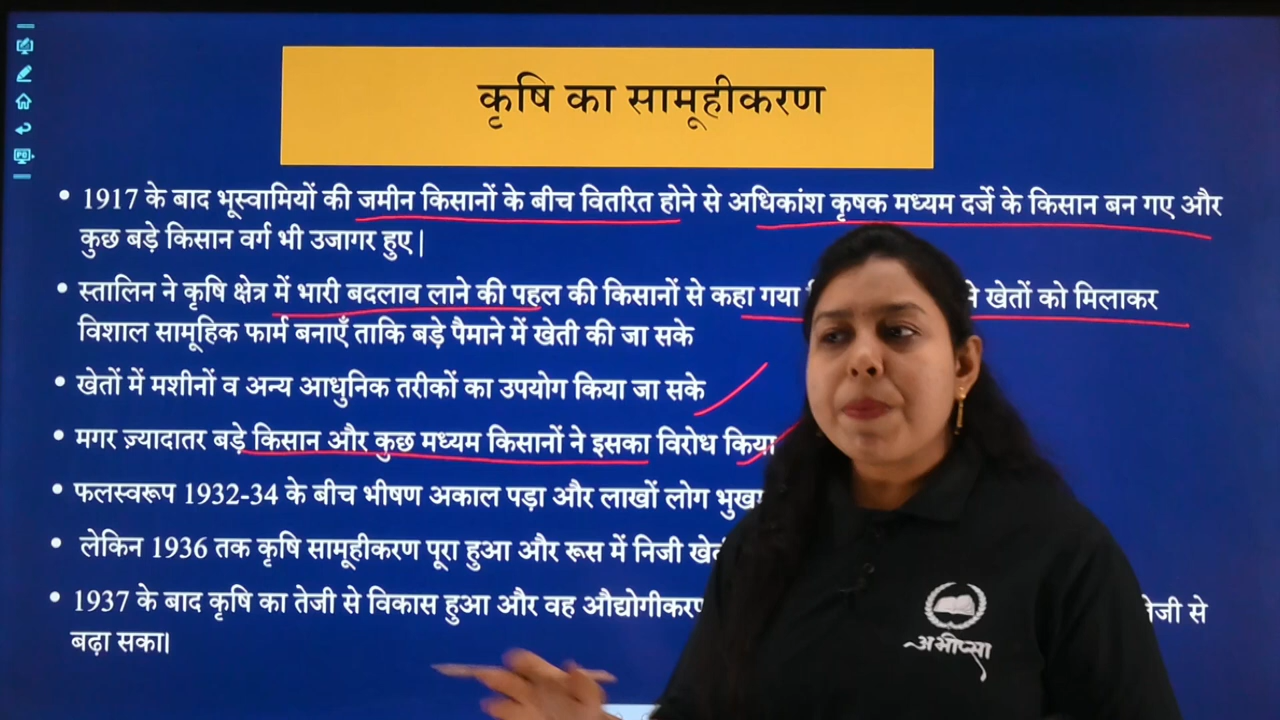 कृषि का सामूहीकरण
1917 के बाद भूस्वामियों की जमीन किसानों के बीच वितरित होने से अधिकांश कृषक मध्यम दर्जे के किसान बन गए और
कुछ बड़े किसान वर्ग भी उजागर हुए|
स्तालिन ने कृषि क्षेत्र में भारी बदलाव लाने की पहल की किसानों से कहा गया खेतों को मिलाकर
विशाल सामूहिक फार्म बनाएँ ताकि बड़े पैमाने में खेती की जा सके
खेतों में मशीनों व अन्य आधुनिक तरीकों का उपयोग किया जा सके
मगर ज़्यादातर बड़े किसान और कुछ मध्यम किसानों ने इसका विरोध किया
फलस्वरूप 1932-34 के बीच भीषण अकाल पड़ा और लाखों लोग
लेकिन 1936 तक कृषि सामूहीकरण पूरा हुआ और रूस में निजी
1937 के बाद कृषि का तेजी से विकास हुआ और वह से
बढ़ा सका।
अभीप्सा